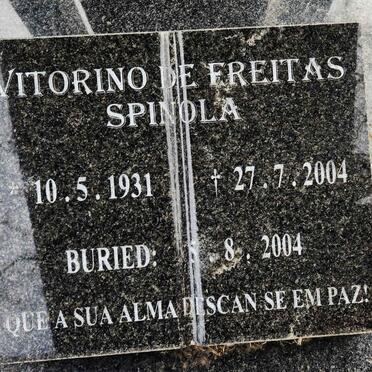 VITORINO DE FREITAS
SPINOLA
* 10.5.1931 † 27.7.2004
BURIED: 8.2004
QUE A SUA ALMA DESCAN SE EM PAZ!